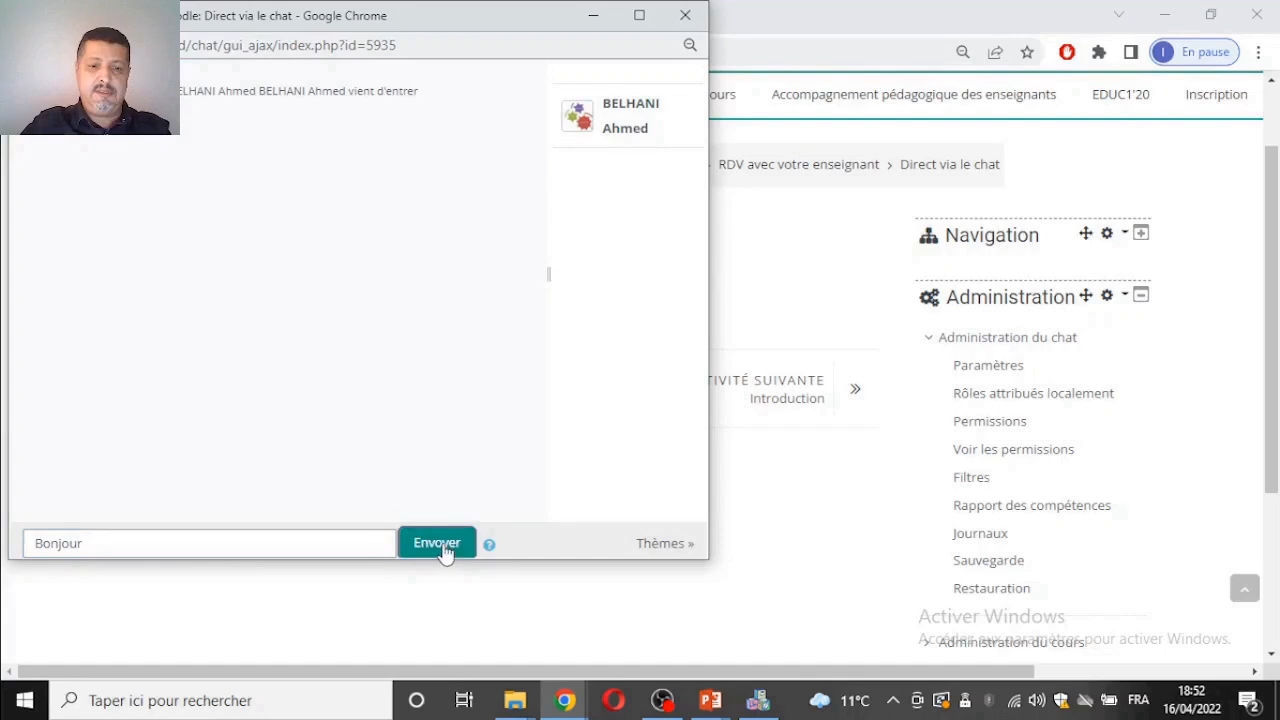 dle: Direct via le chat - Google Chrome
d/chat/gui_ajax/index.php?id=5935
En pause
ours
Accompagnement pédagogique des enseignants
EDUC1'20
Inscription
ELHANI Ahmed BELHANI Ahmed vient d'entrer
BELHANI
Ahmed
RDV avec votre enseignant
Direct via le chat
Navigation
Administration
Administration du chat
Paramètres
Rôles attribués localement
Permissions
Voir les permissions
Filtres
Rapport des compétences
Journaux
Sauvegarde
Restauration
Administration du cours
TIVITÉ SUIVANTE
Introduction
Bonjour
Envoyer
Thèmes »
Activer Windows
Accédez aux paramètres pour activer Windows.
Taper ici pour rechercher
11°C
FRA
18:52
16/04/2022
2